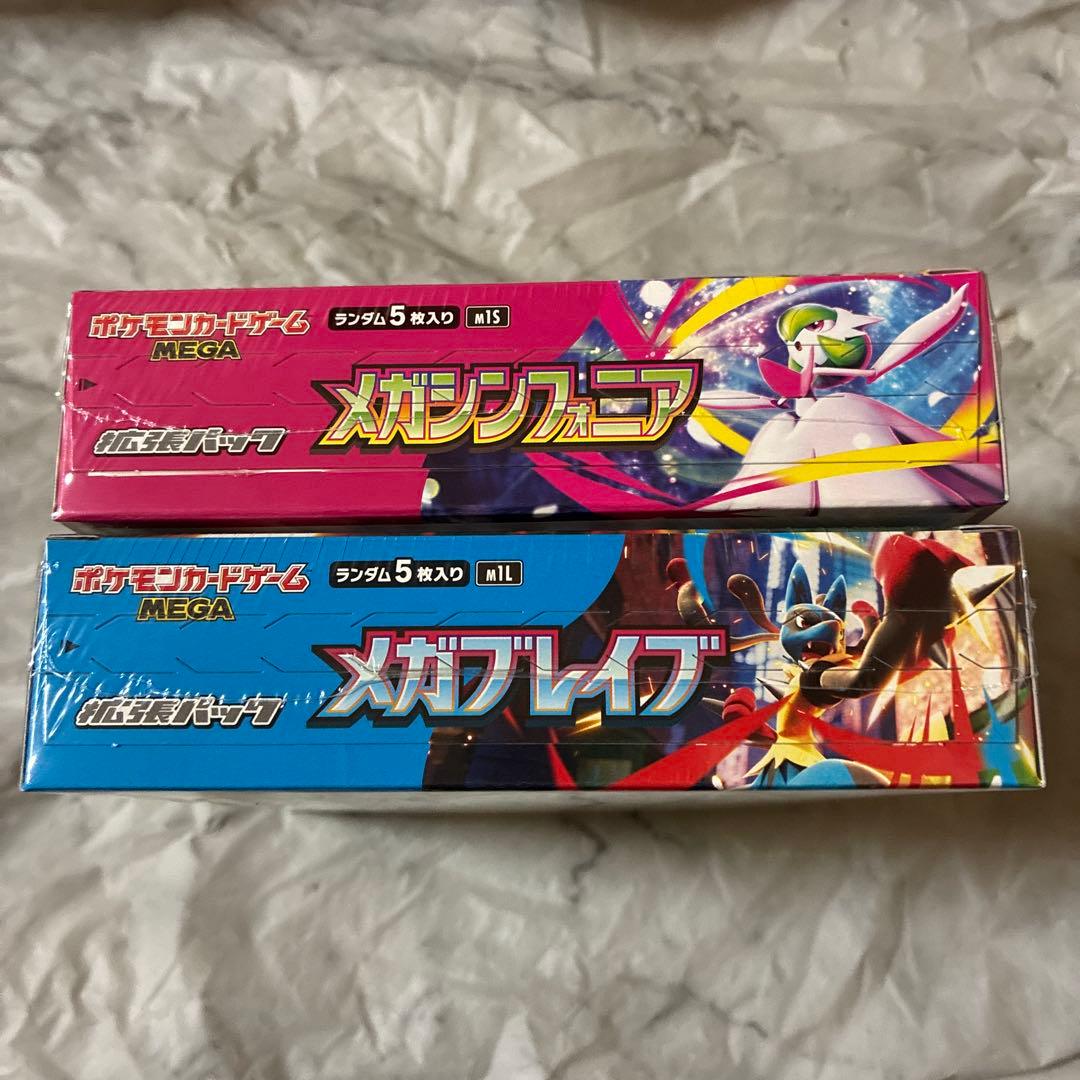 ポケモンカードゲーム
MEGA
ランダム5枚入り M1S
メガシンフォニア
拡張パック
ポケモンカードゲーム
MEGA
ランダム5枚入り M1L
メガブレイブ
拡張パック